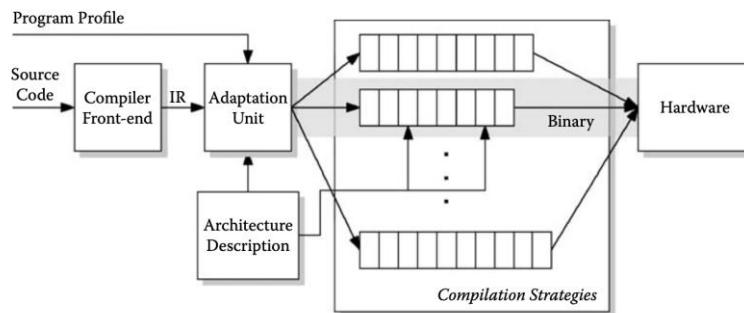 Program Profile
Source
Code
Compiler
Front-end
IR
Adaptation
Unit
Binary
Hardware
Architecture
Description
Compilation Strategies